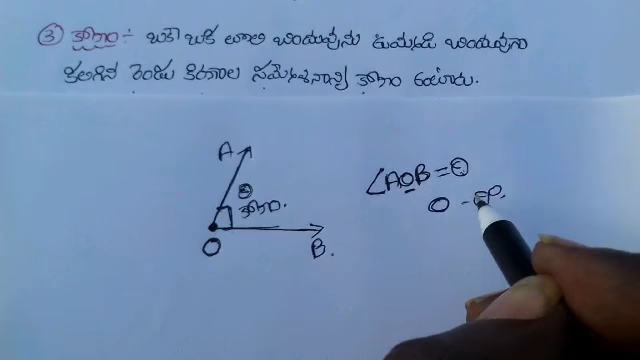 ③ కోణం :- ఒకే ఒక తొలి బిందువును ఉమ్మడి బిందువుగా
కలిగిన రెండు కిరణాల సమ్మేళనాన్ని కోణం అంటారు.
A
θ
కోణం.
O
B.
∠AOB = θ
O -